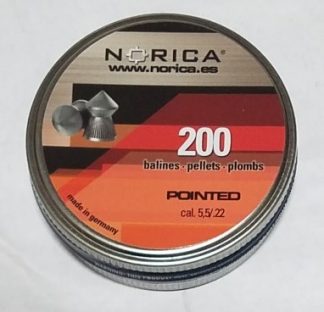 NORICA®
www.norica.es
200
balines · pellets · plombs
POINTED
cal. 5,5/.22
made in germany